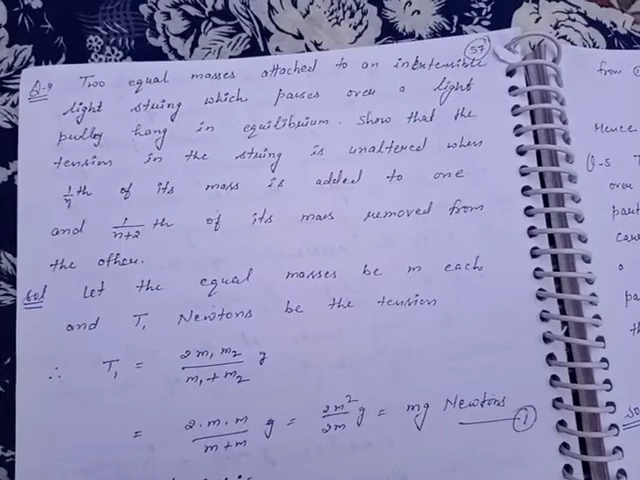 57
Q-4 Two equal masses attached to an inextensible
light string which passes over a light
pulley hang in equilibrium. Show that the
tension in the string is unaltered when
1/n th of its mass is added to one
and 1/(n+2) th of its mass removed from
the other.
Sol Let the equal masses be m each
and T₁ Newtons be the tension
∴ T₁ = 2m₁m₂/(m₁+m₂) g
= 2·m·m/(m+m) g = 2m²/2m g = mg Newtons ①
from
Hence
Q-5 T
over
part
a
pa
th
so